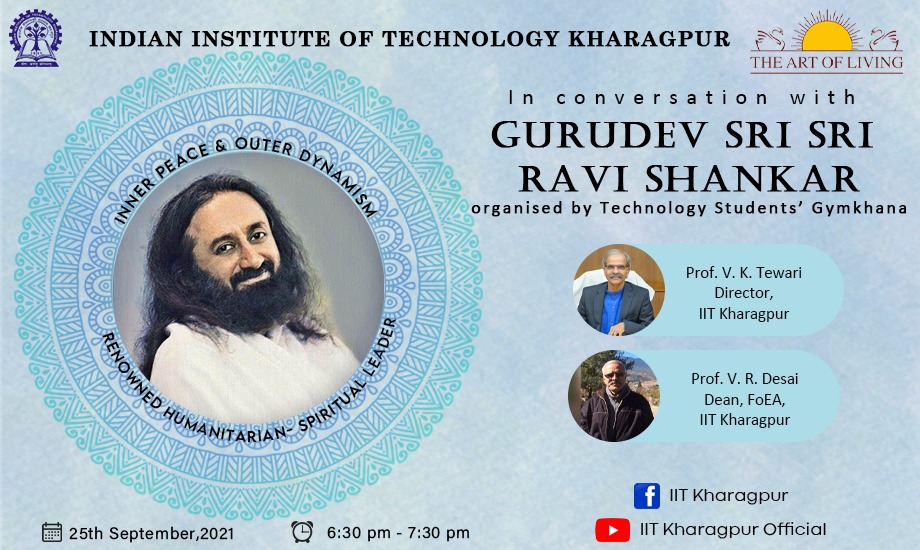 INDIAN INSTITUTE OF TECHNOLOGY KHARAGPUR
THE ART OF LIVING
In conversation with
GURUDEV SRI SRI
RAVI SHANKAR
organised by Technology Students' Gymkhana
INNER PEACE & OUTER DYNAMISM
RENOWNED HUMANITARIAN- SPIRITUAL LEADER
Prof. V. K. Tewari
Director,
IIT Kharagpur
Prof. V. R. Desai
Dean, FoEA,
IIT Kharagpur
IIT Kharagpur
IIT Kharagpur Official
25th September,2021
6:30 pm - 7:30 pm